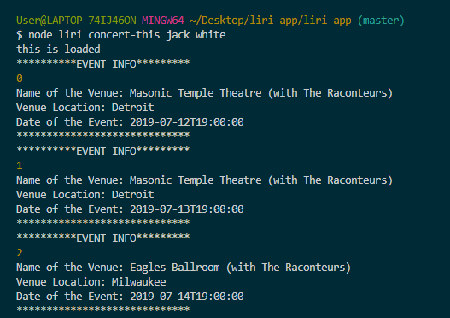 User@LAPTOP-74IJ46ON MINGW64 ~/Desktop/liri app/liri-app (master)
$ node liri concert-this jack white
this is loaded
**********EVENT INFO*********
0
Name of the Venue: Masonic Temple Theatre (with The Raconteurs)
Venue Location: Detroit
Date of the Event: 2019-07-12T19:00:00
*****************************
**********EVENT INFO*********
1
Name of the Venue: Masonic Temple Theatre (with The Raconteurs)
Venue Location: Detroit
Date of the Event: 2019-07-13T19:00:00
*****************************
**********EVENT INFO*********
2
Name of the Venue: Eagles Ballroom (with The Raconteurs)
Venue Location: Milwaukee
Date of the Event: 2019-07-14T19:00:00
*****************************